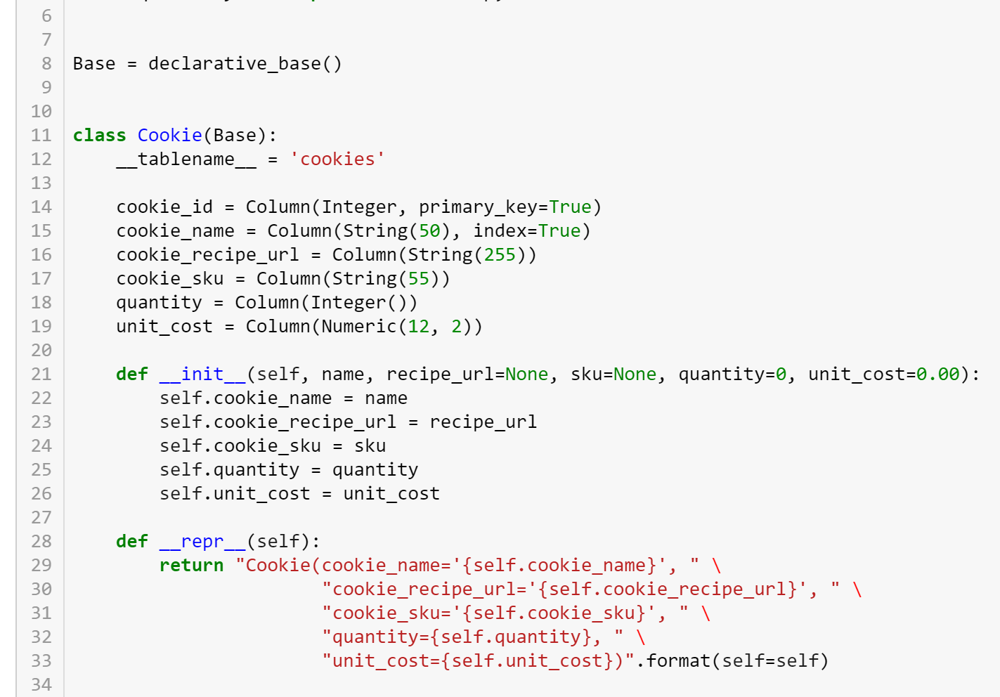 6
7
8 Base = declarative_base()
9
10
11 class Cookie(Base):
12     __tablename__ = 'cookies'
13
14     cookie_id = Column(Integer, primary_key=True)
15     cookie_name = Column(String(50), index=True)
16     cookie_recipe_url = Column(String(255))
17     cookie_sku = Column(String(55))
18     quantity = Column(Integer())
19     unit_cost = Column(Numeric(12, 2))
20
21     def __init__(self, name, recipe_url=None, sku=None, quantity=0, unit_cost=0.00):
22         self.cookie_name = name
23         self.cookie_recipe_url = recipe_url
24         self.cookie_sku = sku
25         self.quantity = quantity
26         self.unit_cost = unit_cost
27
28     def __repr__(self):
29         return "Cookie(cookie_name='{self.cookie_name}', " \
30                        "cookie_recipe_url='{self.cookie_recipe_url}', " \
31                        "cookie_sku='{self.cookie_sku}', " \
32                        "quantity={self.quantity}, " \
33                        "unit_cost={self.unit_cost})".format(self=self)
34